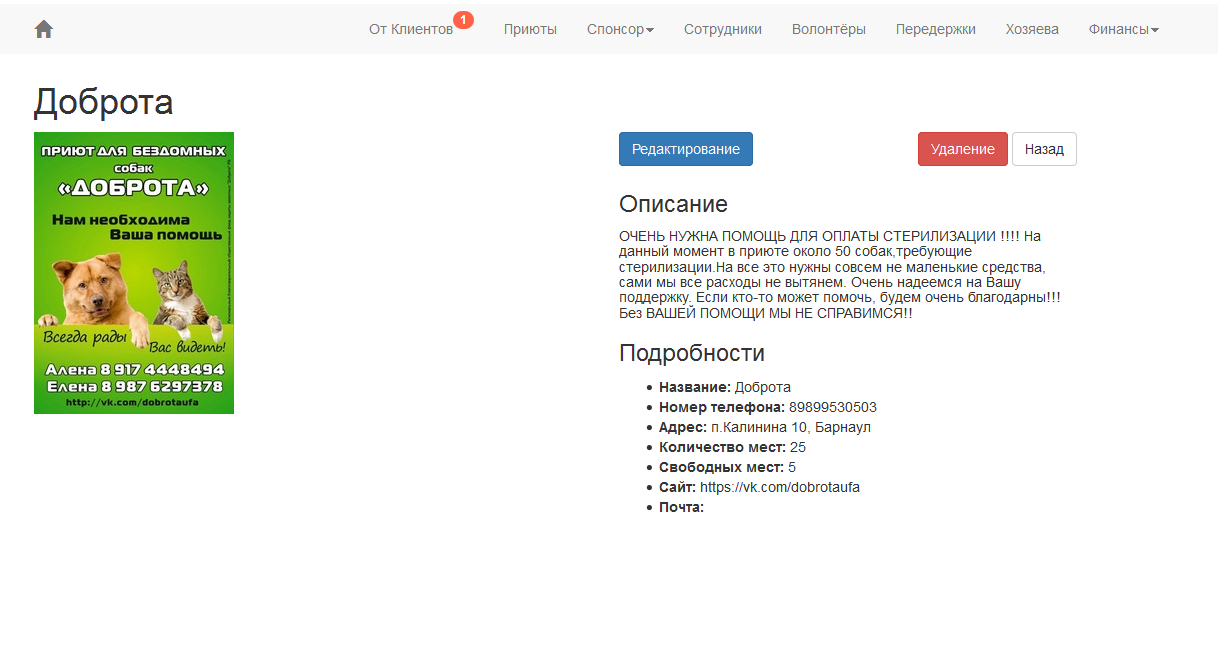 От Клиентов 1 Приюты Спонсор Сотрудники Волонтёры Передержки Хозяева Финансы
Доброта
ПРИЮТ ДЛЯ БЕЗДОМНЫХ
собак
«ДОБРОТА»
Нам необходима
Ваша помощь
Всегда рады
Вас видеть!
Алена 8 917 4448494
Елена 8 987 6297378
http://vk.com/dobrotaufa
Редактирование Удаление Назад
Описание
ОЧЕНЬ НУЖНА ПОМОЩЬ ДЛЯ ОПЛАТЫ СТЕРИЛИЗАЦИИ !!!! На
данный момент в приюте около 50 собак,требующие
стерилизации.На все это нужны совсем не маленькие средства,
сами мы все расходы не вытянем. Очень надеемся на Вашу
поддержку. Если кто-то может помочь, будем очень благодарны!!!
Без ВАШЕЙ ПОМОЩИ МЫ НЕ СПРАВИМСЯ!!
Подробности
Название: Доброта
Номер телефона: 89899530503
Адрес: п.Калинина 10, Барнаул
Количество мест: 25
Свободных мест: 5
Сайт: https://vk.com/dobrotaufa
Почта: